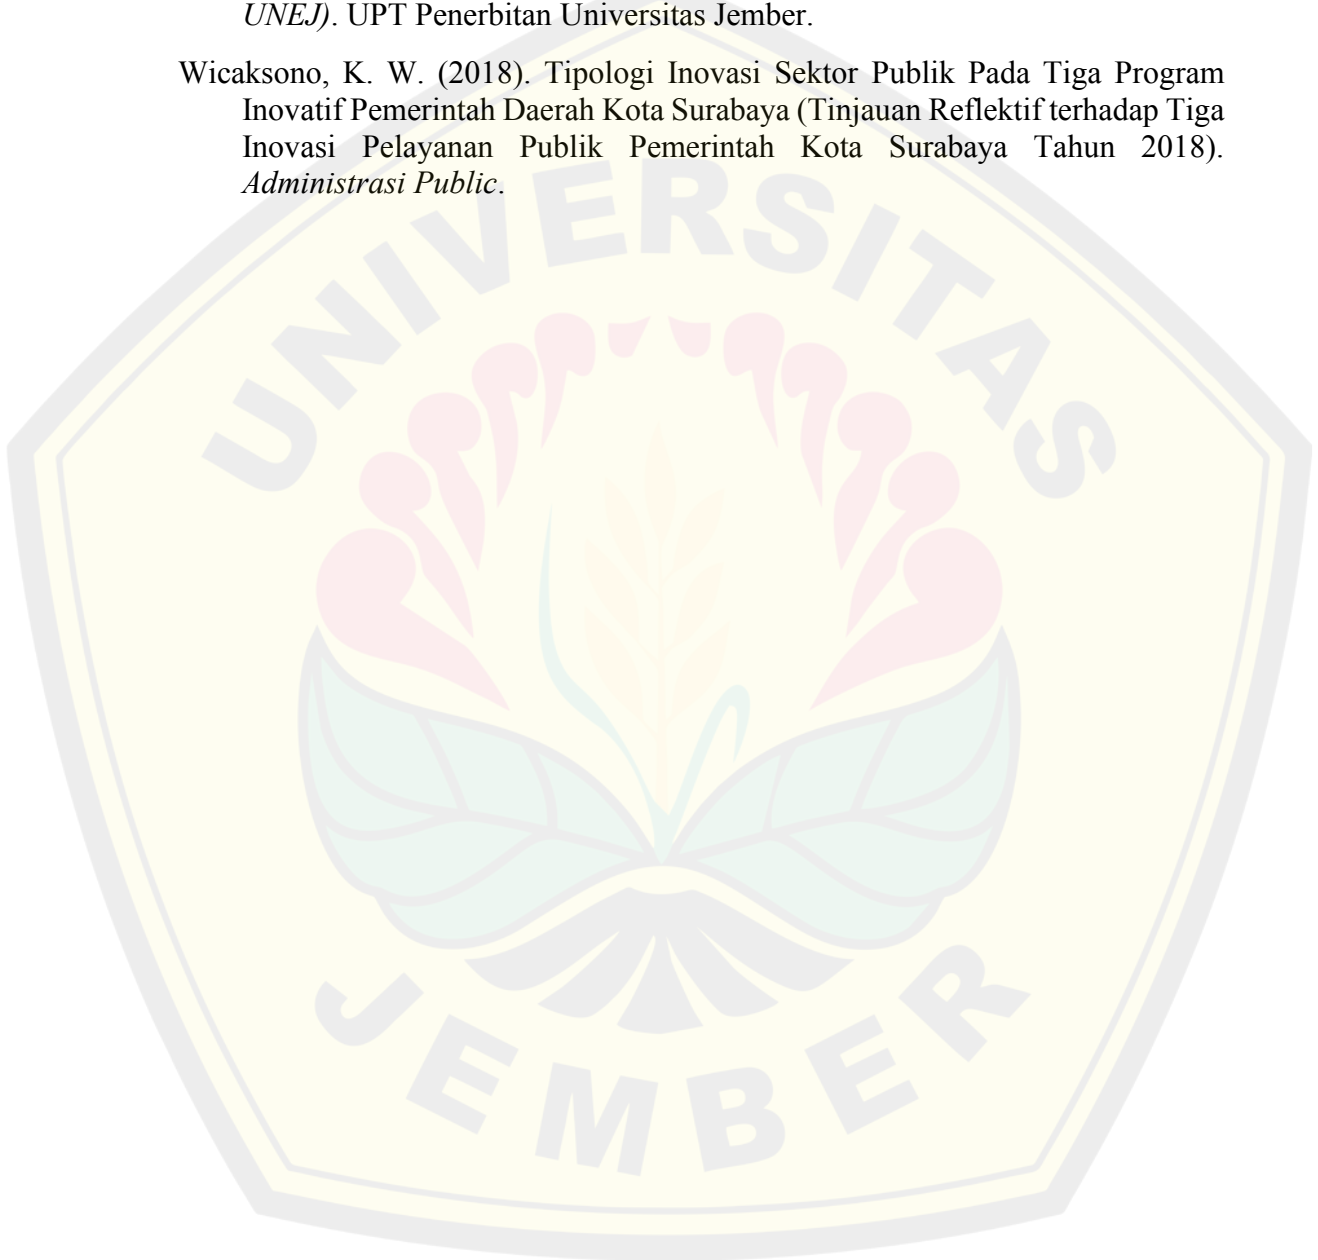 UNEJ). UPT Penerbitan Universitas Jember.
Wicaksono, K. W. (2018). Tipologi Inovasi Sektor Publik Pada Tiga Program
Inovatif Pemerintah Daerah Kota Surabaya (Tinjauan Reflektif terhadap Tiga
Inovasi Pelayanan Publik Pemerintah Kota Surabaya Tahun 2018).
Administrasi Public.
UNIVERSITAS
JEMBER